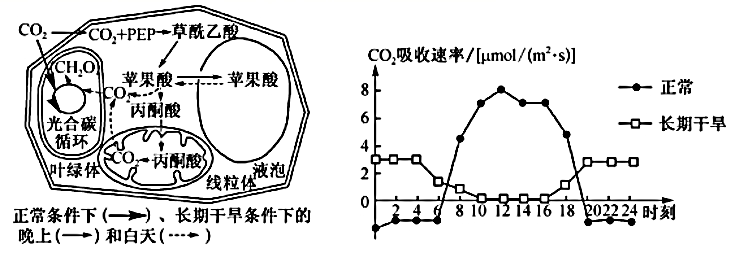 CO₂ CO₂+PEP 草酰乙酸
CH₂O
苹果酸 苹果酸
CO₂
丙酮酸
光合碳
循环
CO₂ 丙酮酸
叶绿体 线粒体 液泡
正常条件下( )、长期干旱条件下的
晚上( )和白天( )
CO₂吸收速率/[μmol/(m²·s)]
8
6
4
2
0
正常
长期干旱
2 4 6 8 10 12 14 16 18 20 22 24 时刻